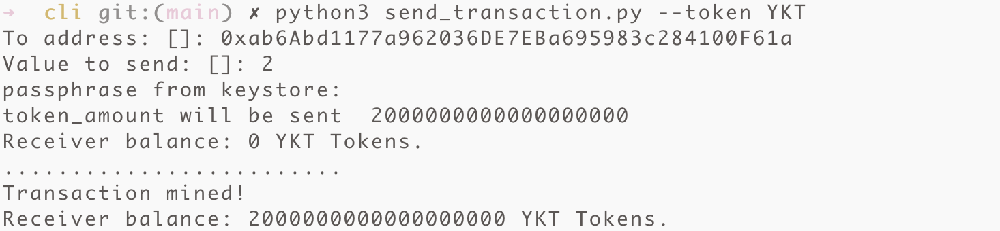 ➜  cli git:(main) ✗ python3 send_transaction.py --token YKT
To address: []: 0xab6Abd1177a962036DE7EBa695983c284100F61a
Value to send: []: 2
passphrase from keystore:
token_amount will be sent  2000000000000000000
Receiver balance: 0 YKT Tokens.
.........................
Transaction mined!
Receiver balance: 2000000000000000000 YKT Tokens.